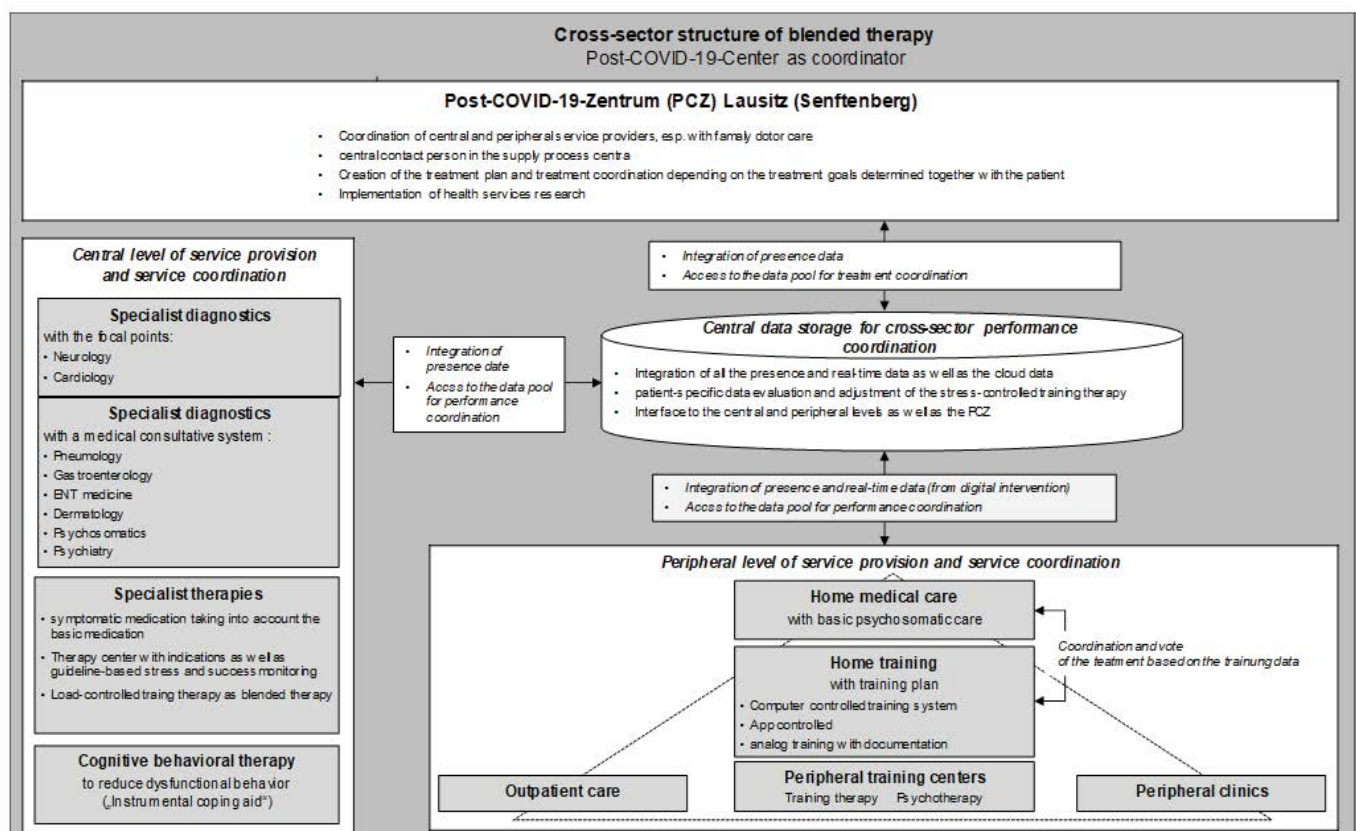 Cross-sector structure of blended therapy
Post-COVID-19-Center as coordinator
Post-COVID-19-Zentrum (PCZ) Lausitz (Senftenberg)
• Coordination of central and peripheral service providers, esp. with famaly dotor care
• central contact person in the supply process centra
• Creation of the treatment plan and treatment coordination depending on the treatment goals determined together with the patient
• Implementation of health services research
Central level of service provision
and service coordination
Specialist diagnostics
with the focal points:
• Neurology
• Cardiology
Specialist diagnostics
with a medical consultative system :
• Pneumology
• Gastroenterology
• ENT medicine
• Dermatology
• Psychosomatics
• Psychiatry
Specialist therapies
• symptomatic medication taking into account the
basic medication
• Therapy center with indications as well as
guideline-based stress and success monitoring
• Load-controlled traing therapy as blended therapy
Cognitive behavioral therapy
to reduce dysfunctional behavior
(„Instrumental coping aid“)
• Integration of
presence date
• Access to the data pool
for performance
coordination
• Integration of presence data
• Access to the data pool for treatment coordination
Central data storage for cross-sector performance
coordination
• Integration of all the presence and real-time data as well as the cloud data
• patient-specific data evaluation and adjustment of the stress-controlled training therapy
• Interface to the central and peripheral levels as well as the PCZ
• Integration of presence and real-time data (from digital intervention)
• Accss to the data pool for performance coordination
Peripheral level of service provision and service coordination
Home medical care
with basic psychosomatic care
Home training
with training plan
• Computer controlled training system
• App controlled
• analog training with documentation
Coordination and vote
of the teatment based on the trainung data
Outpatient care
Peripheral training centers
Training therapy Psychotherapy
Peripheral clinics